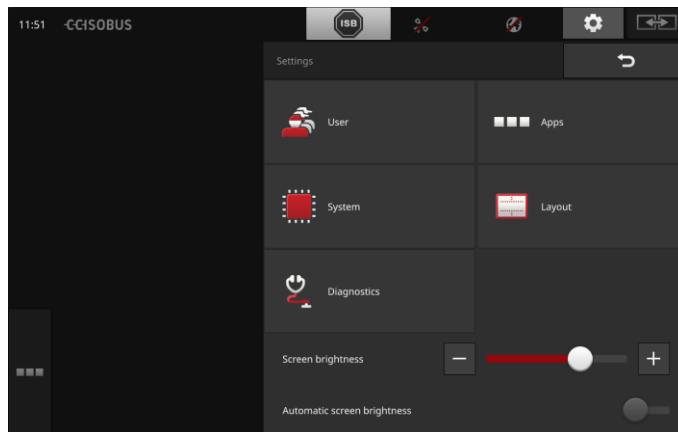 11:51
CCISOBUS
ISB
Settings
User
Apps
System
Layout
Diagnostics
Screen brightness
Automatic screen brightness